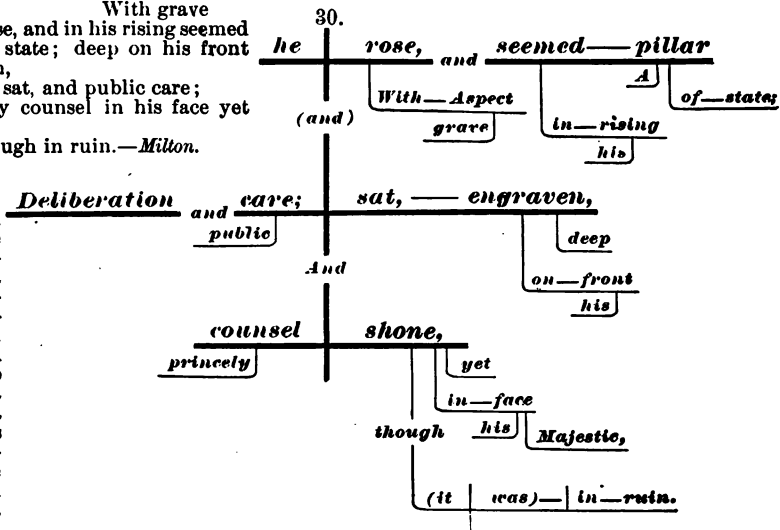 With grave
se, and in his rising seemed
state; deep on his front
sat, and public care;
y counsel in his face yet
ugh in ruin.—Milton.
30.
he rose, and seemed—pillar
A
With—Aspect of—state;
(and) grave in—rising
his
Deliberation and care; sat,—engraven,
public deep
And on—front
his
counsel shone,
princely yet
in—face
though his Majestic,
(it was)—in—ruin.